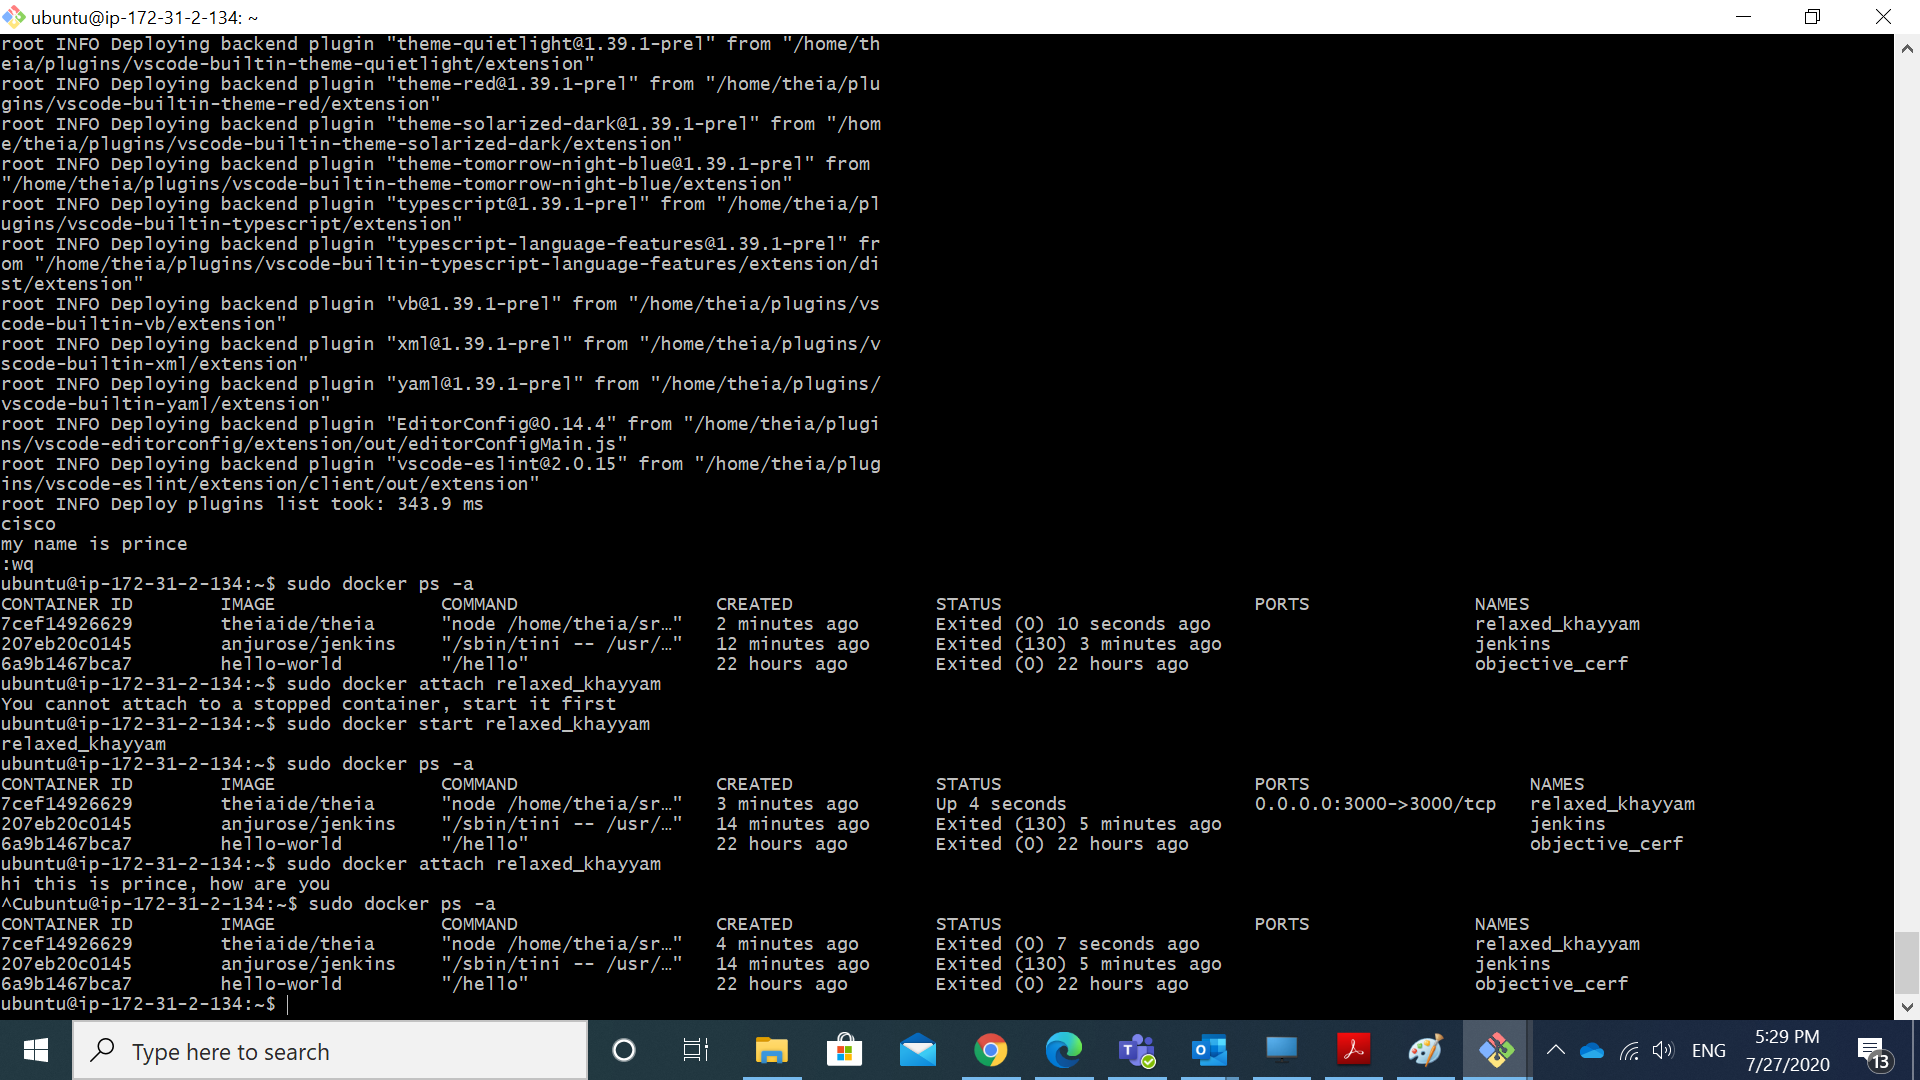 ubuntu@ip-172-31-2-134: ~
root INFO Deploying backend plugin "theme-quietlight@1.39.1-prel" from "/home/th
eia/plugins/vscode-builtin-theme-quietlight/extension"
root INFO Deploying backend plugin "theme-red@1.39.1-prel" from "/home/theia/plu
gins/vscode-builtin-theme-red/extension"
root INFO Deploying backend plugin "theme-solarized-dark@1.39.1-prel" from "/hom
e/theia/plugins/vscode-builtin-theme-solarized-dark/extension"
root INFO Deploying backend plugin "theme-tomorrow-night-blue@1.39.1-prel" from
"/home/theia/plugins/vscode-builtin-theme-tomorrow-night-blue/extension"
root INFO Deploying backend plugin "typescript@1.39.1-prel" from "/home/theia/pl
ugins/vscode-builtin-typescript/extension"
root INFO Deploying backend plugin "typescript-language-features@1.39.1-prel" fr
om "/home/theia/plugins/vscode-builtin-typescript-language-features/extension/di
st/extension"
root INFO Deploying backend plugin "vb@1.39.1-prel" from "/home/theia/plugins/vs
code-builtin-vb/extension"
root INFO Deploying backend plugin "xml@1.39.1-prel" from "/home/theia/plugins/v
scode-builtin-xml/extension"
root INFO Deploying backend plugin "yaml@1.39.1-prel" from "/home/theia/plugins/
vscode-builtin-yaml/extension"
root INFO Deploying backend plugin "EditorConfig@0.14.4" from "/home/theia/plugi
ns/vscode-editorconfig/extension/out/editorConfigMain.js"
root INFO Deploying backend plugin "vscode-eslint@2.0.15" from "/home/theia/plug
ins/vscode-eslint/extension/client/out/extension"
root INFO Deploy plugins list took: 343.9 ms
cisco
my name is prince
:wq
ubuntu@ip-172-31-2-134:~$ sudo docker ps -a
CONTAINER ID IMAGE COMMAND CREATED STATUS PORTS NAMES
7cef14926629 theiaide/theia "node /home/theia/sr…" 2 minutes ago Exited (0) 10 seconds ago relaxed_khayyam
207eb20c0145 anjurose/jenkins "/sbin/tini -- /usr/…" 12 minutes ago Exited (130) 3 minutes ago jenkins
6a9b1467bca7 hello-world "/hello" 22 hours ago Exited (0) 22 hours ago objective_cerf
ubuntu@ip-172-31-2-134:~$ sudo docker attach relaxed_khayyam
You cannot attach to a stopped container, start it first
ubuntu@ip-172-31-2-134:~$ sudo docker start relaxed_khayyam
relaxed_khayyam
ubuntu@ip-172-31-2-134:~$ sudo docker ps -a
CONTAINER ID IMAGE COMMAND CREATED STATUS PORTS NAMES
7cef14926629 theiaide/theia "node /home/theia/sr…" 3 minutes ago Up 4 seconds 0.0.0.0:3000->3000/tcp relaxed_khayyam
207eb20c0145 anjurose/jenkins "/sbin/tini -- /usr/…" 14 minutes ago Exited (130) 5 minutes ago jenkins
6a9b1467bca7 hello-world "/hello" 22 hours ago Exited (0) 22 hours ago objective_cerf
ubuntu@ip-172-31-2-134:~$ sudo docker attach relaxed_khayyam
hi this is prince, how are you
^Cubuntu@ip-172-31-2-134:~$ sudo docker ps -a
CONTAINER ID IMAGE COMMAND CREATED STATUS PORTS NAMES
7cef14926629 theiaide/theia "node /home/theia/sr…" 4 minutes ago Exited (0) 7 seconds ago relaxed_khayyam
207eb20c0145 anjurose/jenkins "/sbin/tini -- /usr/…" 14 minutes ago Exited (130) 5 minutes ago jenkins
6a9b1467bca7 hello-world "/hello" 22 hours ago Exited (0) 22 hours ago objective_cerf
ubuntu@ip-172-31-2-134:~$
Type here to search
ENG
5:29 PM
7/27/2020
13